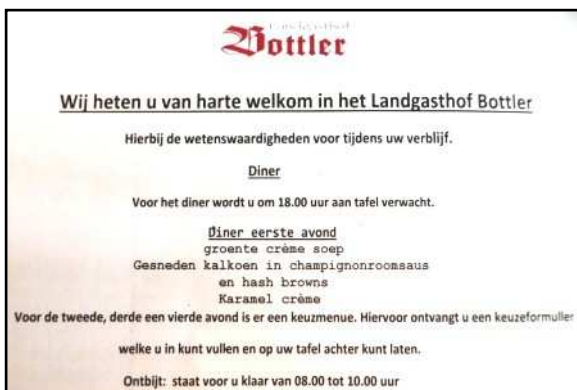 Landgasthof
Bottler
Wij heten u van harte welkom in het Landgasthof Bottler
Hierbij de wetenswaardigheden voor tijdens uw verblijf.
Diner
Voor het diner wordt u om 18.00 uur aan tafel verwacht.
Diner eerste avond
groente crème soep
Gesneden kalkoen in champignonroomsaus
en hash browns
Karamel crème
Voor de tweede, derde een vierde avond is er een keuzmenue. Hiervoor ontvangt u een keuzeformuller
welke u in kunt vullen en op uw tafel achter kunt laten.
Ontbijt: staat voor u klaar van 08.00 tot 10.00 uur